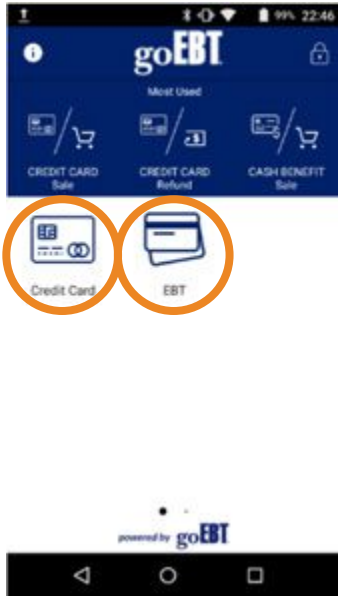 99% 22:46
goEBT
Most Used
CREDIT CARD CREDIT CARD CASH BENEFIT
Sale Refund Sale
Credit Card EBT
powered by goEBT